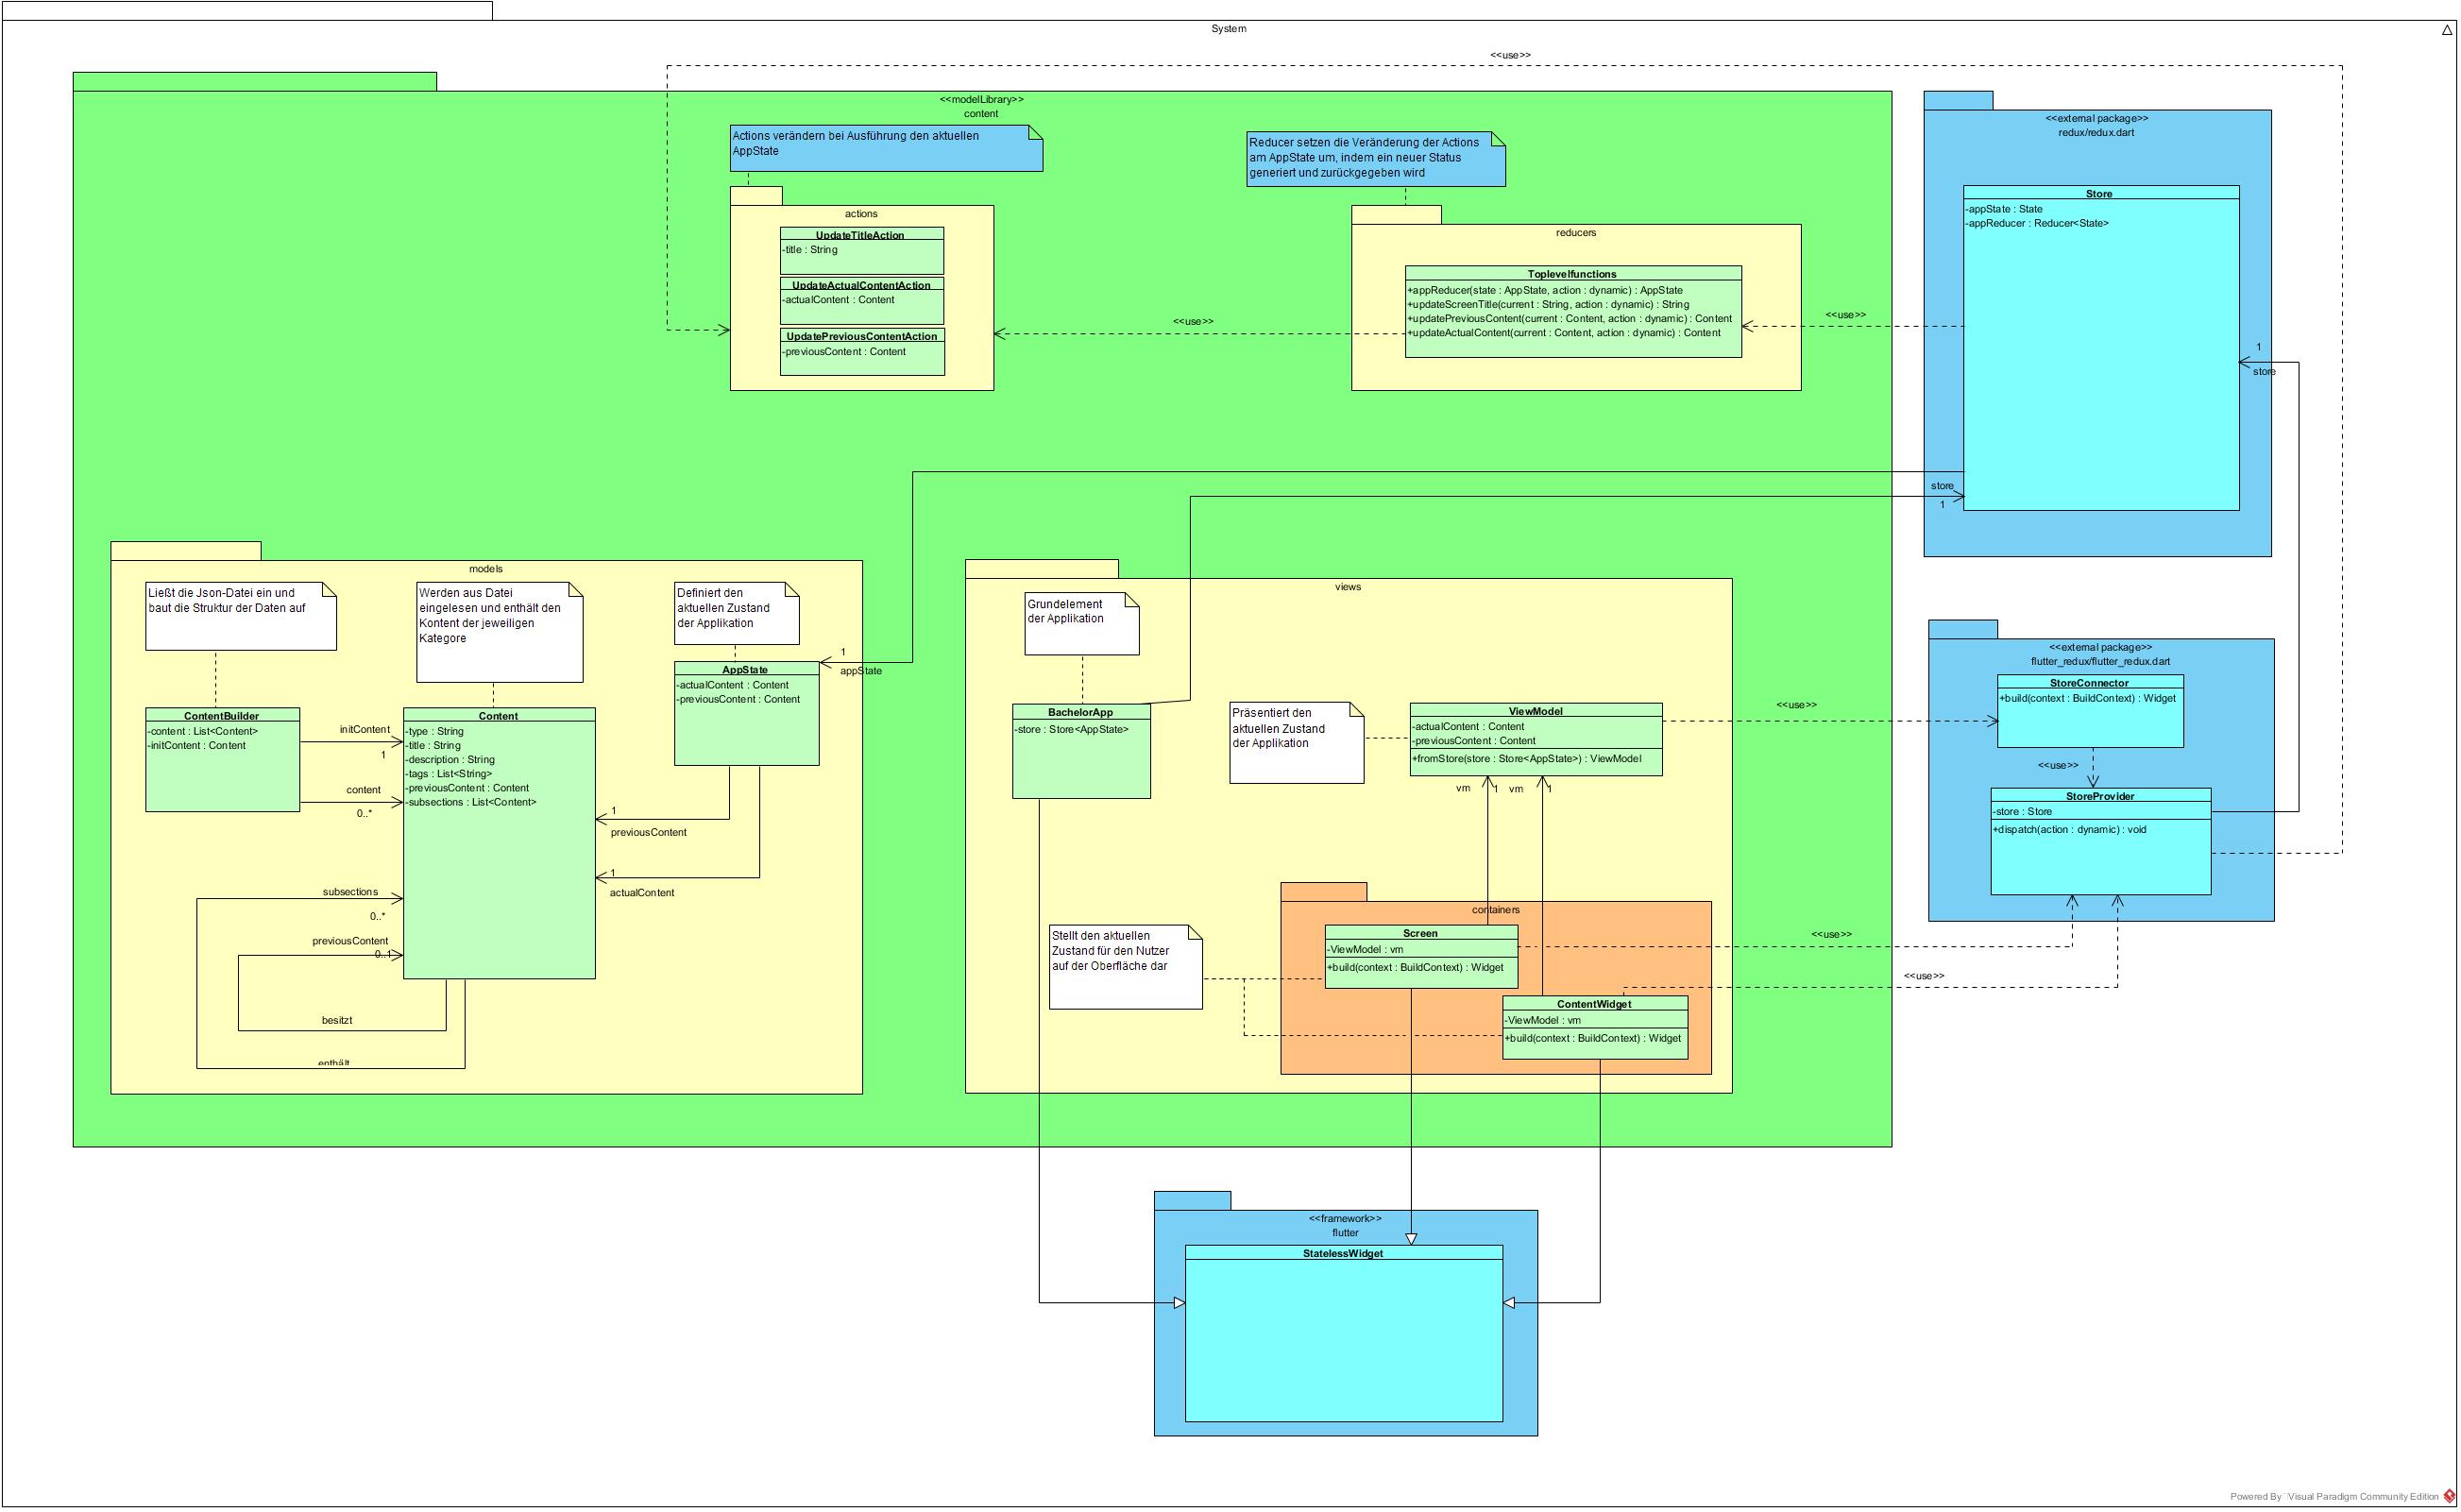 System
<<use>>
<<modelLibrary>>
content
Actions verändern bei Ausführung den aktuellen
AppState
Reducer setzen die Veränderung der Actions
am AppState um, indem ein neuer Status
generiert und zurückgegeben wird
actions
UpdateTitleAction
-title : String
UpdateActualContentAction
-actualContent : Content
UpdatePreviousContentAction
-previousContent : Content
<<use>>
reducers
Toplevelfunctions
+appReducer(state : AppState, action : dynamic) : AppState
+updateScreenTitle(current : String, action : dynamic) : String
+updatePreviousContent(current : Content, action : dynamic) : Content
+updateActualContent(current : Content, action : dynamic) : Content
<<use>>
<<external package>>
redux/redux.dart
Store
-appState : State
-appReducer : Reducer<State>
1
store
store
1
models
Ließt die Json-Datei ein und
baut die Struktur der Daten auf
Werden aus Datei
eingelesen und enthält den
Kontent der jeweiligen
Kategore
Definiert den
aktuellen Zustand
der Applikation
1
appState
AppState
-actualContent : Content
-previousContent : Content
ContentBuilder
-content : List<Content>
-initContent : Content
initContent
1
content
0..*
Content
-type : String
-title : String
-description : String
-tags : List<String>
-previousContent : Content
-subsections : List<Content>
1
previousContent
1
actualContent
subsections
0..*
previousContent
0..1
besitzt
enthält
views
Grundelement
der Applikation
BachelorApp
-store : Store<AppState>
Präsentiert den
aktuellen Zustand
der Applikation
ViewModel
-actualContent : Content
-previousContent : Content
+fromStore(store : Store<AppState>) : ViewModel
vm
1
vm
1
<<use>>
<<external package>>
flutter_redux/flutter_redux.dart
StoreConnector
+build(context : BuildContext) : Widget
<<use>>
StoreProvider
-store : Store
+dispatch(action : dynamic) : void
containers
Stellt den aktuellen
Zustand für den Nutzer
auf der Oberfläche dar
Screen
-ViewModel : vm
+build(context : BuildContext) : Widget
<<use>>
<<use>>
ContentWidget
-ViewModel : vm
+build(context : BuildContext) : Widget
<<framework>>
flutter
StatelessWidget
Powered By Visual Paradigm Community Edition